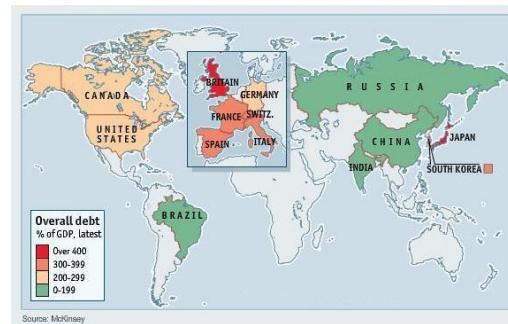 CANADA
UNITED
STATES
BRAZIL
BRITAIN
GERMANY
FRANCE
SWITZ.
SPAIN
ITALY
RUSSIA
CHINA
INDIA
JAPAN
SOUTH KOREA
Overall debt
% of GDP, latest
Over 400
300-399
200-299
0-199
Source: McKinsey